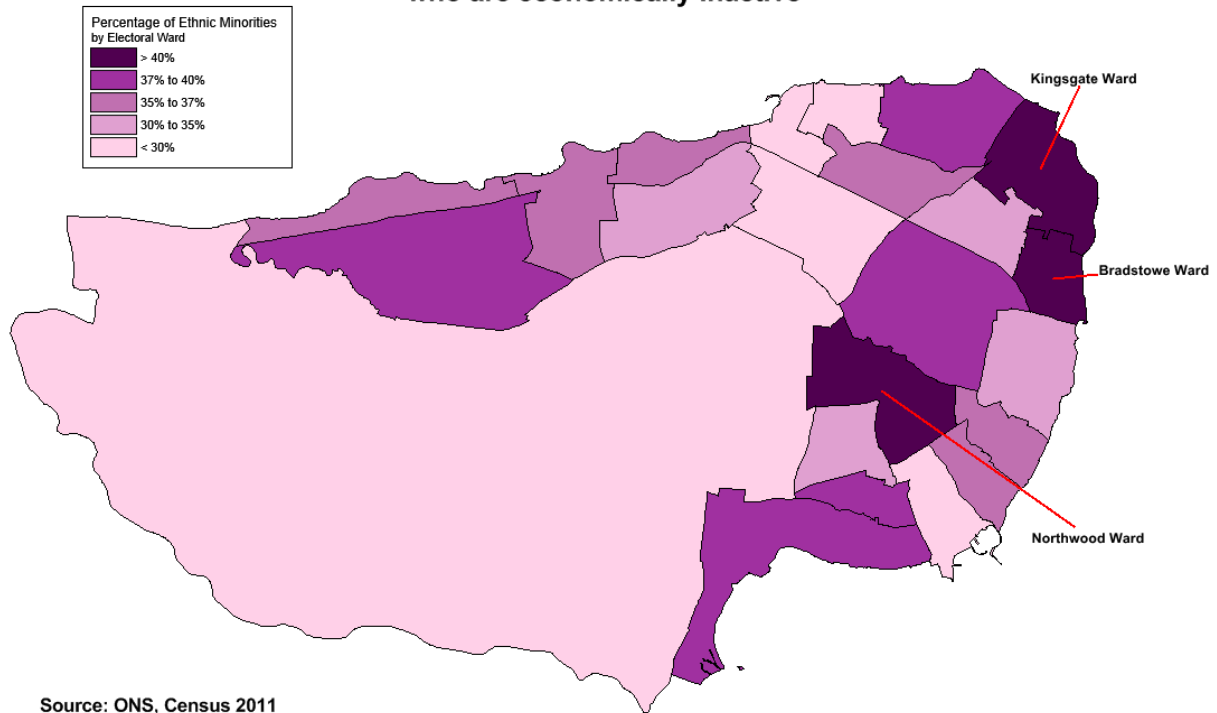 who are economically inactive
Percentage of Ethnic Minorities
by Electoral Ward
> 40%
37% to 40%
35% to 37%
30% to 35%
< 30%
Kingsgate Ward
Bradstowe Ward
Northwood Ward
Source: ONS, Census 2011